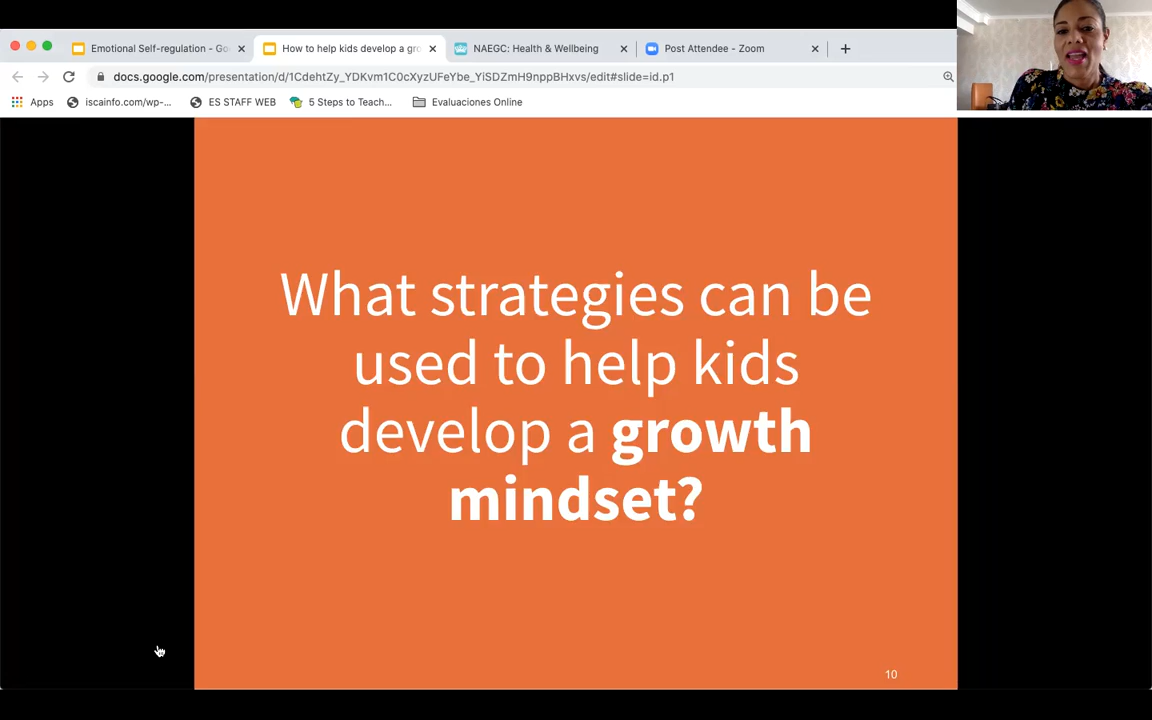 Emotional Self-regulation - Go
How to help kids develop a gro
NAEGC: Health & Wellbeing
Post Attendee - Zoom
docs.google.com/presentation/d/1CdehtZy_YDKvm1C0cXyzUFeYbe_YiSDZmH9nppBHxvs/edit#slide=id.p1
Apps
iscainfo.com/wp-...
ES STAFF WEB
5 Steps to Teach...
Evaluaciones Online
What strategies can be
used to help kids
develop a growth
mindset?
10